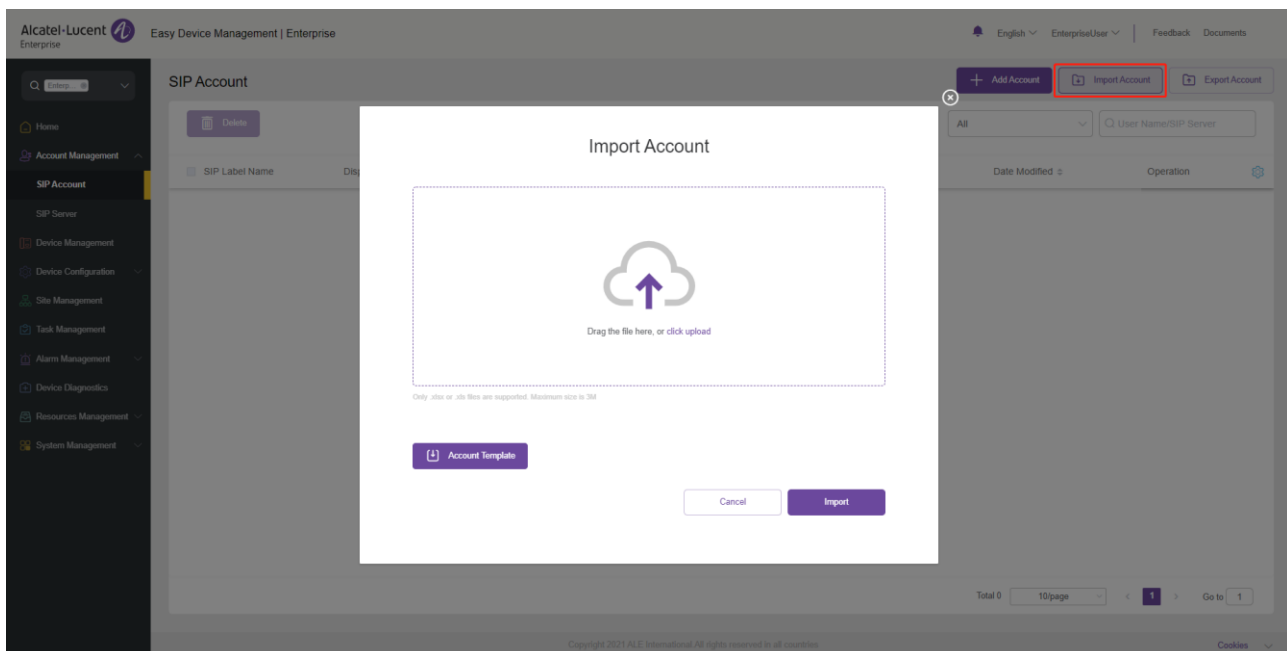 Alcatel-Lucent
Enterprise
Easy Device Management | Enterprise
English
EnterpriseUser
Feedback
Documents
Enterp...
SIP Account
Add Account
Import Account
Export Account
Home
Account Management
SIP Account
SIP Server
Device Management
Device Configuration
Site Management
Task Management
Alarm Management
Device Diagnostics
Resources Management
System Management
Delete
All
User Name/SIP Server
SIP Label Name
Disp
Date Modified
Operation
Import Account
Drag the file here, or click upload
Only .xlsx or .xls files are supported. Maximum size is 3M
Account Template
Cancel
Import
Total 0
10/page
1
Go to
1
Copyright 2021 ALE International.All rights reserved in all countries
Cookies